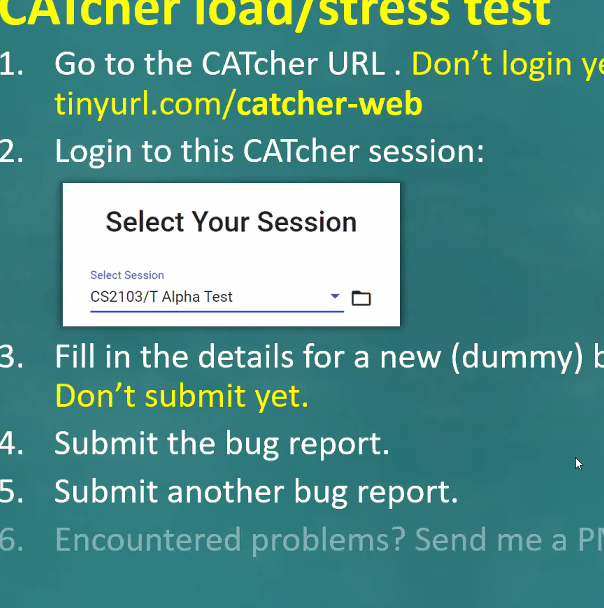 CATcher load/stress test
1. Go to the CATcher URL . Don't login
tinyurl.com/catcher-web
2. Login to this CATcher session:
Select Your Session
Select Session
CS2103/T Alpha Test
3. Fill in the details for a new (dummy)
Don't submit yet.
4. Submit the bug report.
5. Submit another bug report.
6. Encountered problems? Send me a